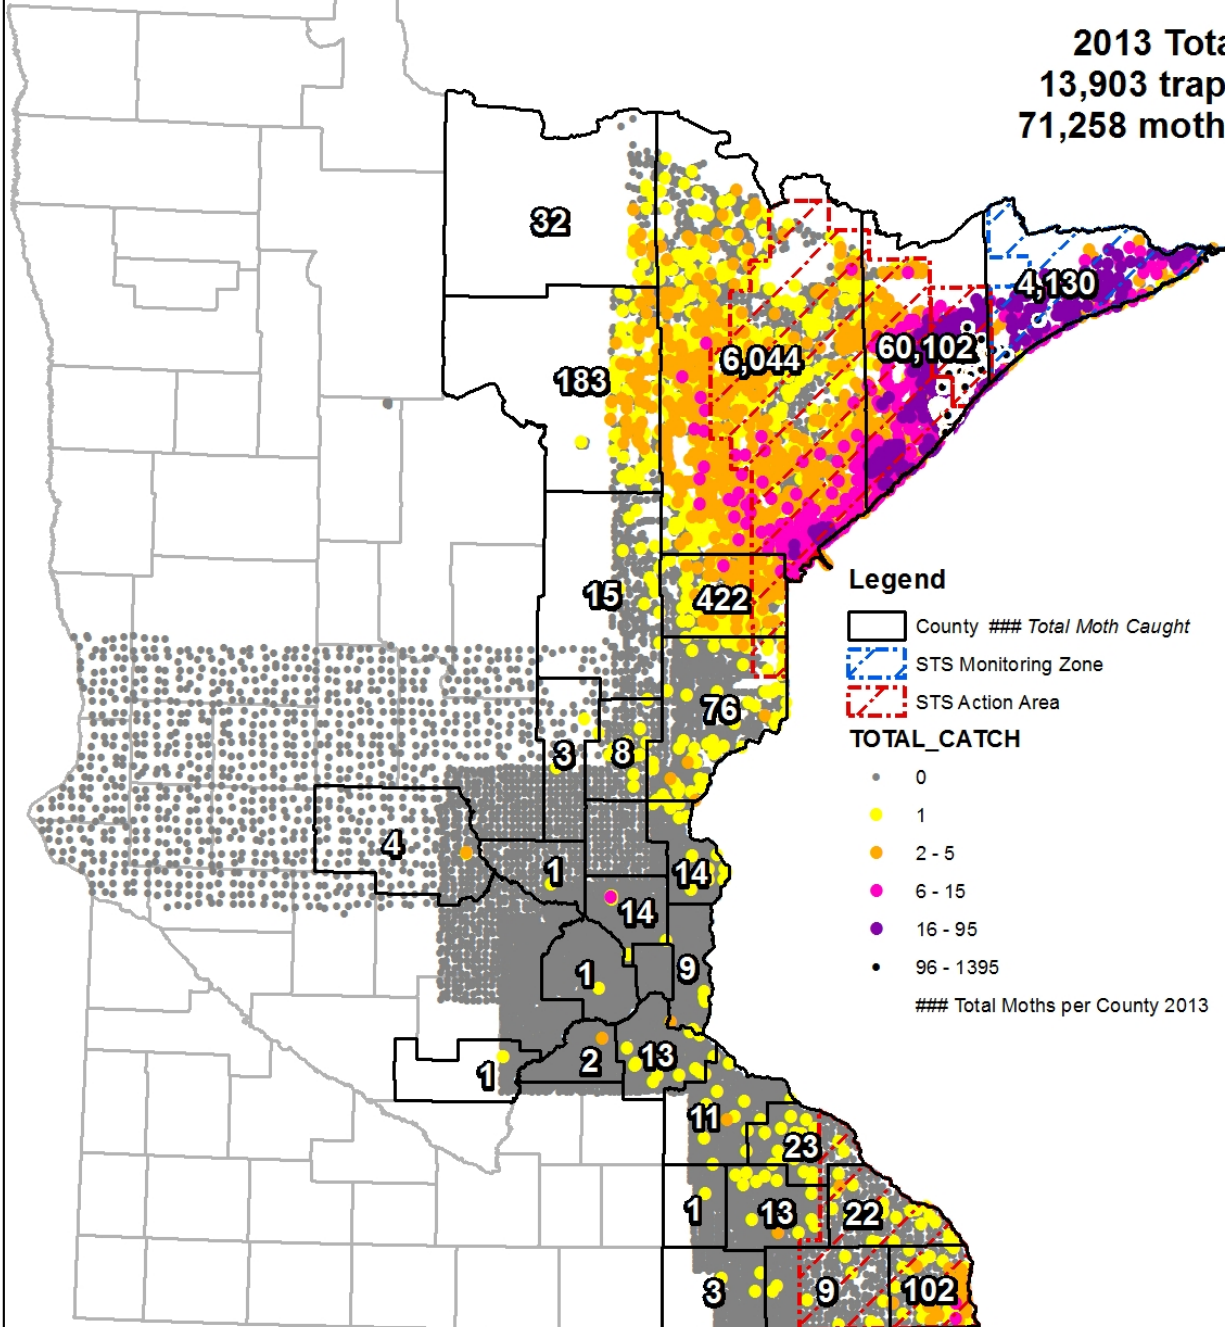 2013 Tota
13,903 trap
71,258 moth
32
4,130
60,102
6,044
183
15
422
76
3
8
4
1
14
14
1
9
2
13
1
11
23
1
13
22
3
9
102
Legend
County ### Total Moth Caught
STS Monitoring Zone
STS Action Area
TOTAL_CATCH
0
1
2 - 5
6 - 15
16 - 95
96 - 1395
### Total Moths per County 2013